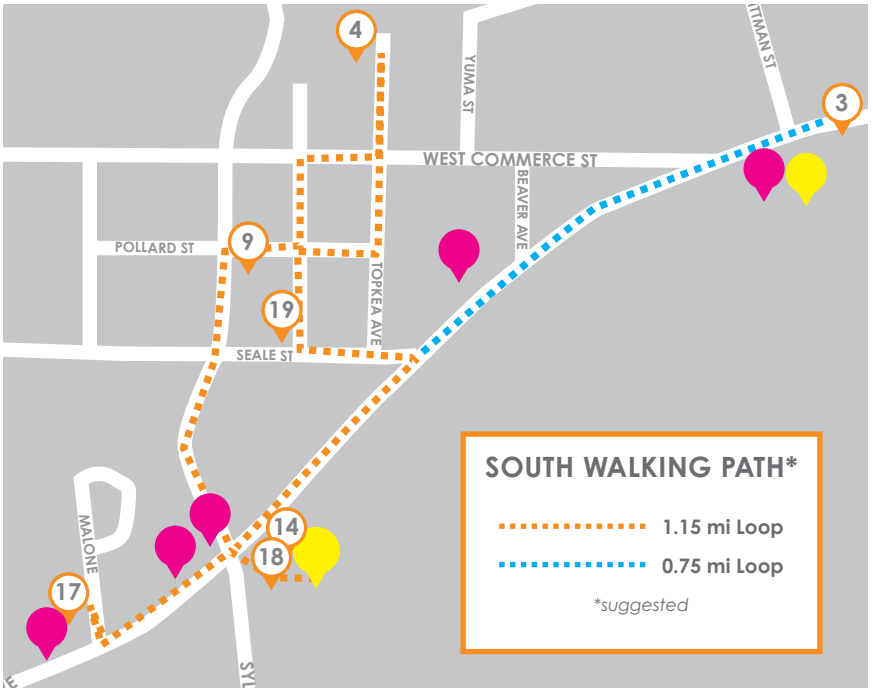 4
YUMA ST
TTMAN ST
3
WEST COMMERCE ST
BEAVER AVE
9
POLLARD ST
TOPKEA AVE
19
SEALE ST
SOUTH WALKING PATH*
1.15 mi Loop
0.75 mi Loop
*suggested
MALONE
14
18
17
SYL
E